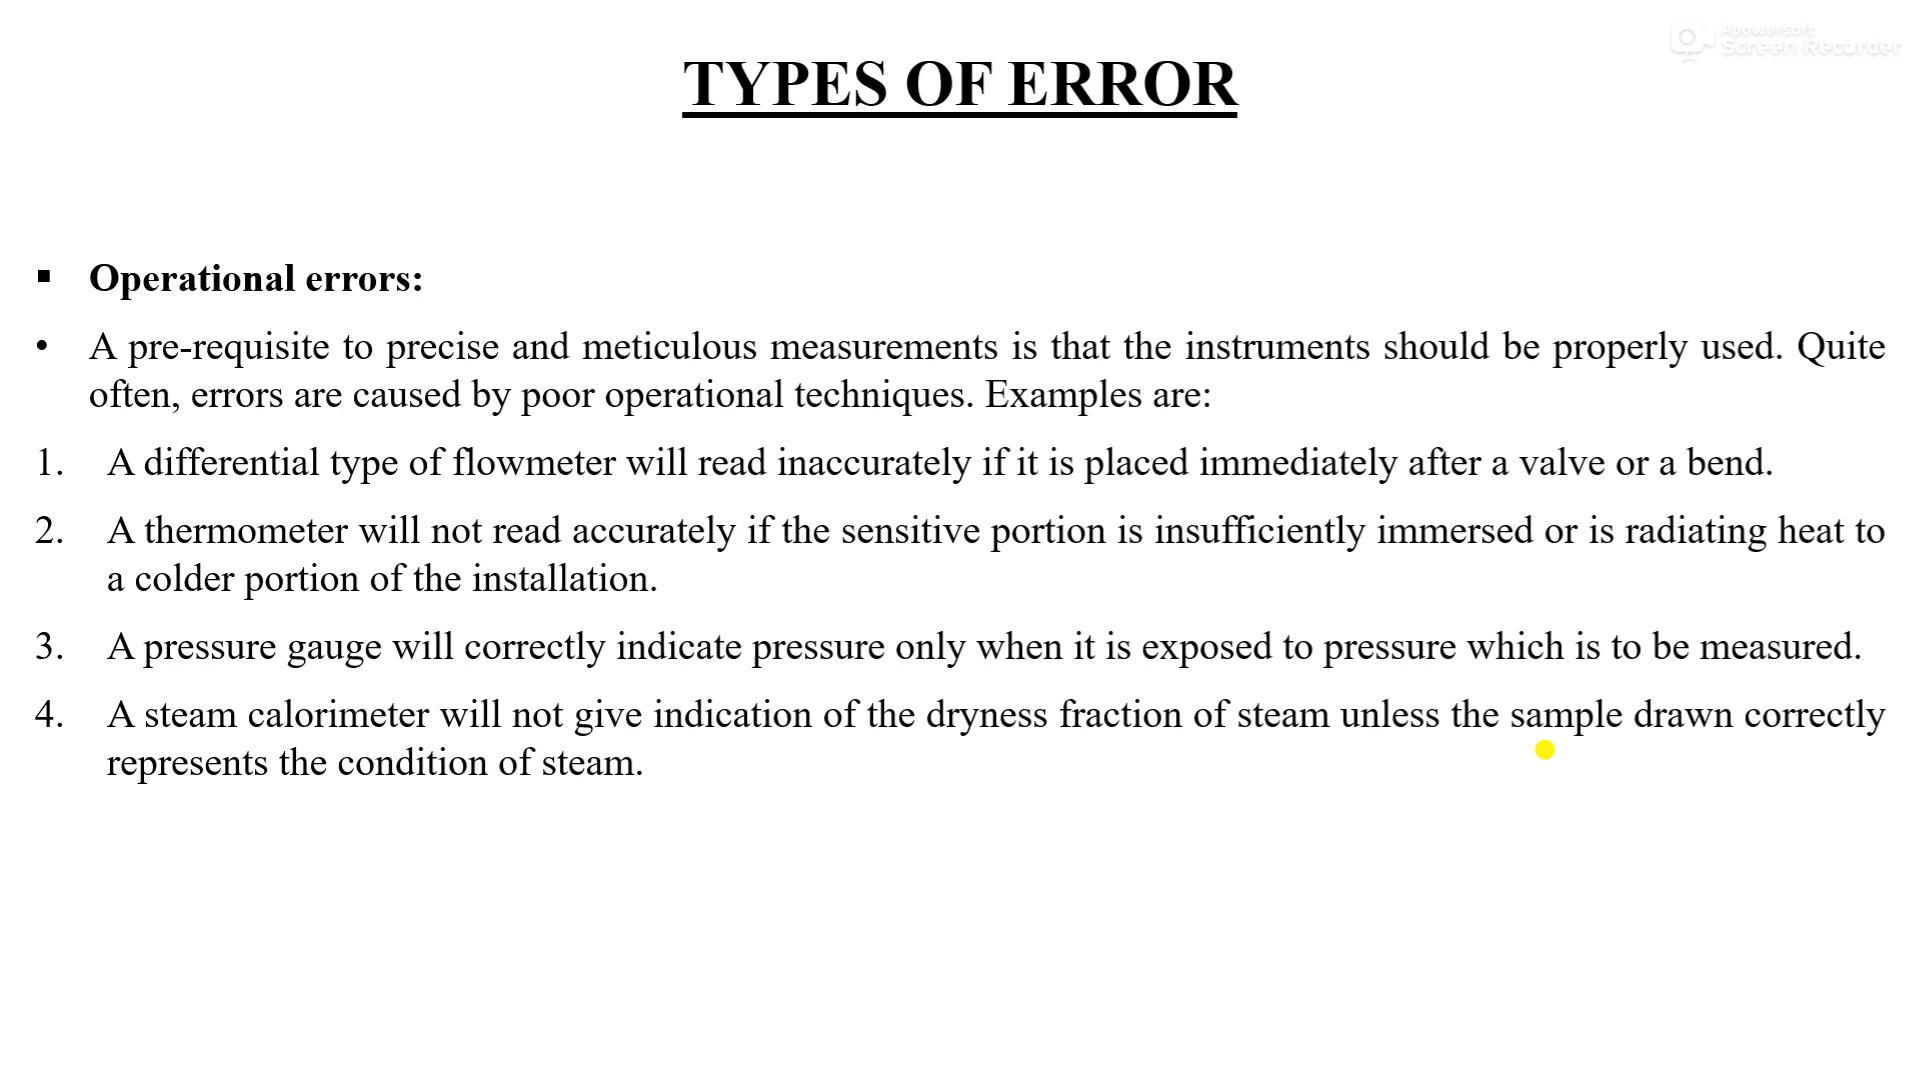 Apowersoft
Screen Recorder
TYPES OF ERROR
▪ Operational errors:
• A pre-requisite to precise and meticulous measurements is that the instruments should be properly used. Quite
often, errors are caused by poor operational techniques. Examples are:
1. A differential type of flowmeter will read inaccurately if it is placed immediately after a valve or a bend.
2. A thermometer will not read accurately if the sensitive portion is insufficiently immersed or is radiating heat to
a colder portion of the installation.
3. A pressure gauge will correctly indicate pressure only when it is exposed to pressure which is to be measured.
4. A steam calorimeter will not give indication of the dryness fraction of steam unless the sample drawn correctly
represents the condition of steam.